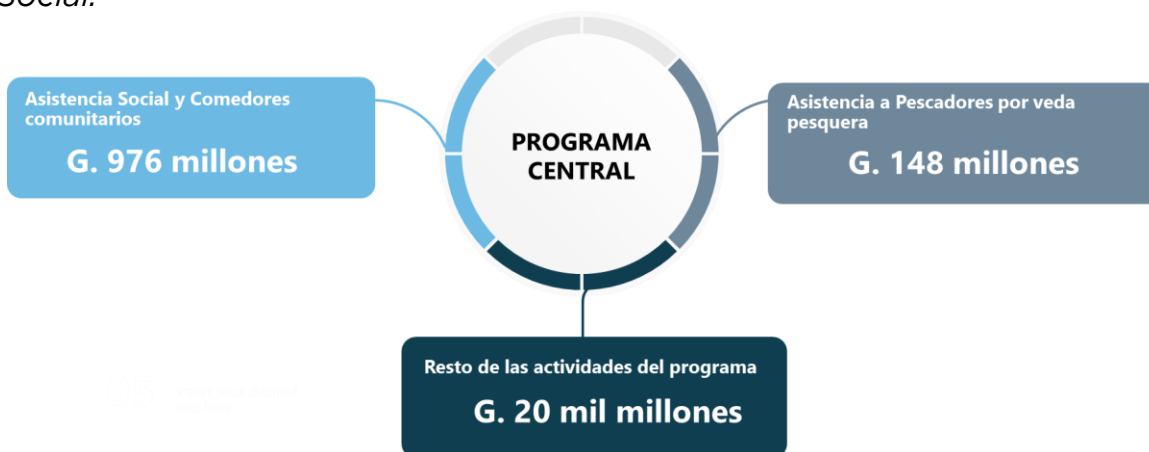 Social.
Asistencia Social y Comedores
comunitarios
G. 976 millones
PROGRAMA
CENTRAL
Asistencia a Pescadores por veda
pesquera
G. 148 millones
Resto de las actividades del programa
G. 20 mil millones